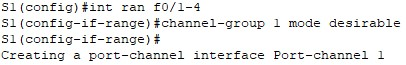 S1(config)#int ran f0/1-4
S1(config-if-range)#channel-group 1 mode desirable
S1(config-if-range)#
Creating a port-channel interface Port-channel 1